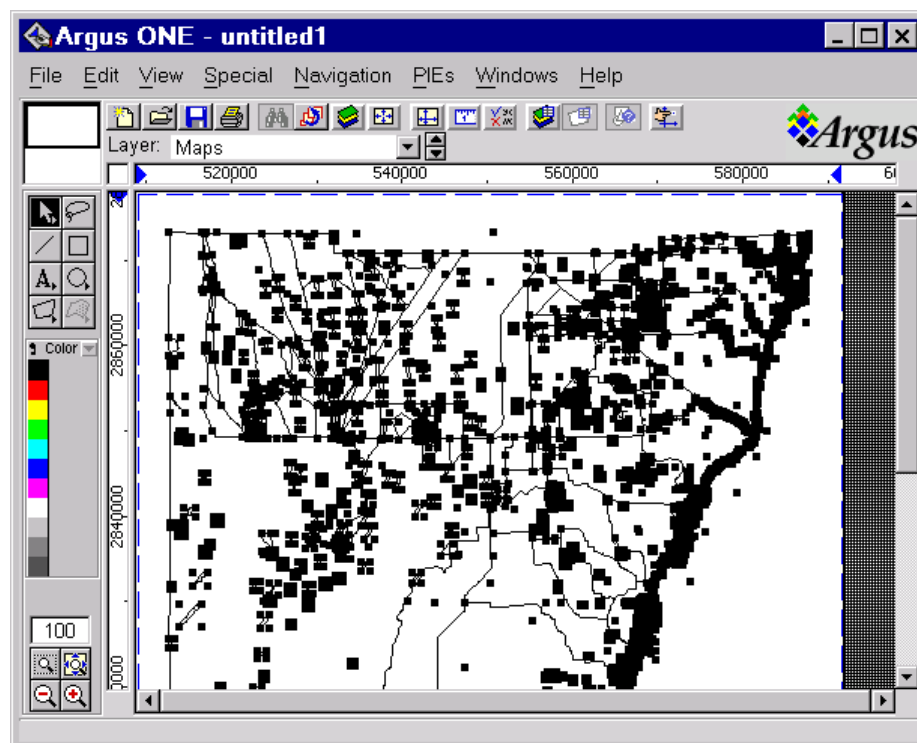 Argus ONE - untitled1
File Edit View Special Navigation PIEs Windows Help
Layer: Maps
Argus
520000 540000 560000 580000
A
2860000
2840000
Color
100